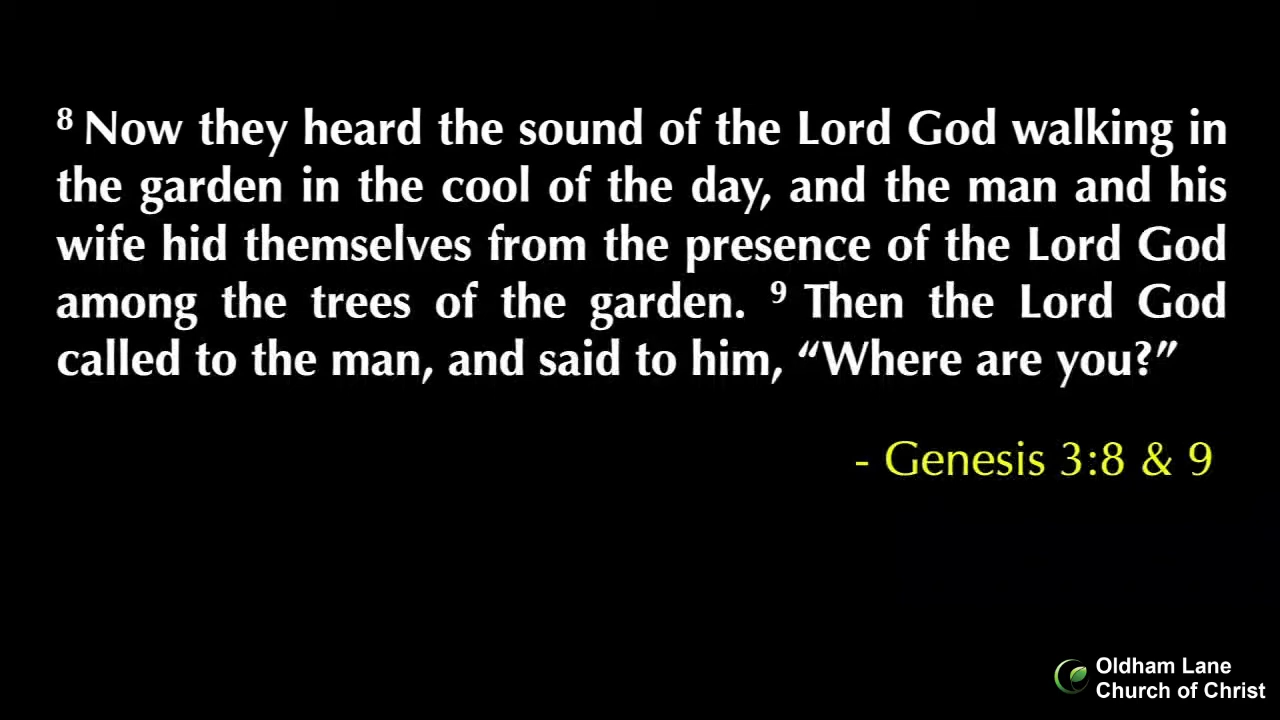 ⁸ Now they heard the sound of the Lord God walking in
the garden in the cool of the day, and the man and his
wife hid themselves from the presence of the Lord God
among the trees of the garden. ⁹ Then the Lord God
called to the man, and said to him, “Where are you?”
- Genesis 3:8 & 9
Oldham Lane
Church of Christ